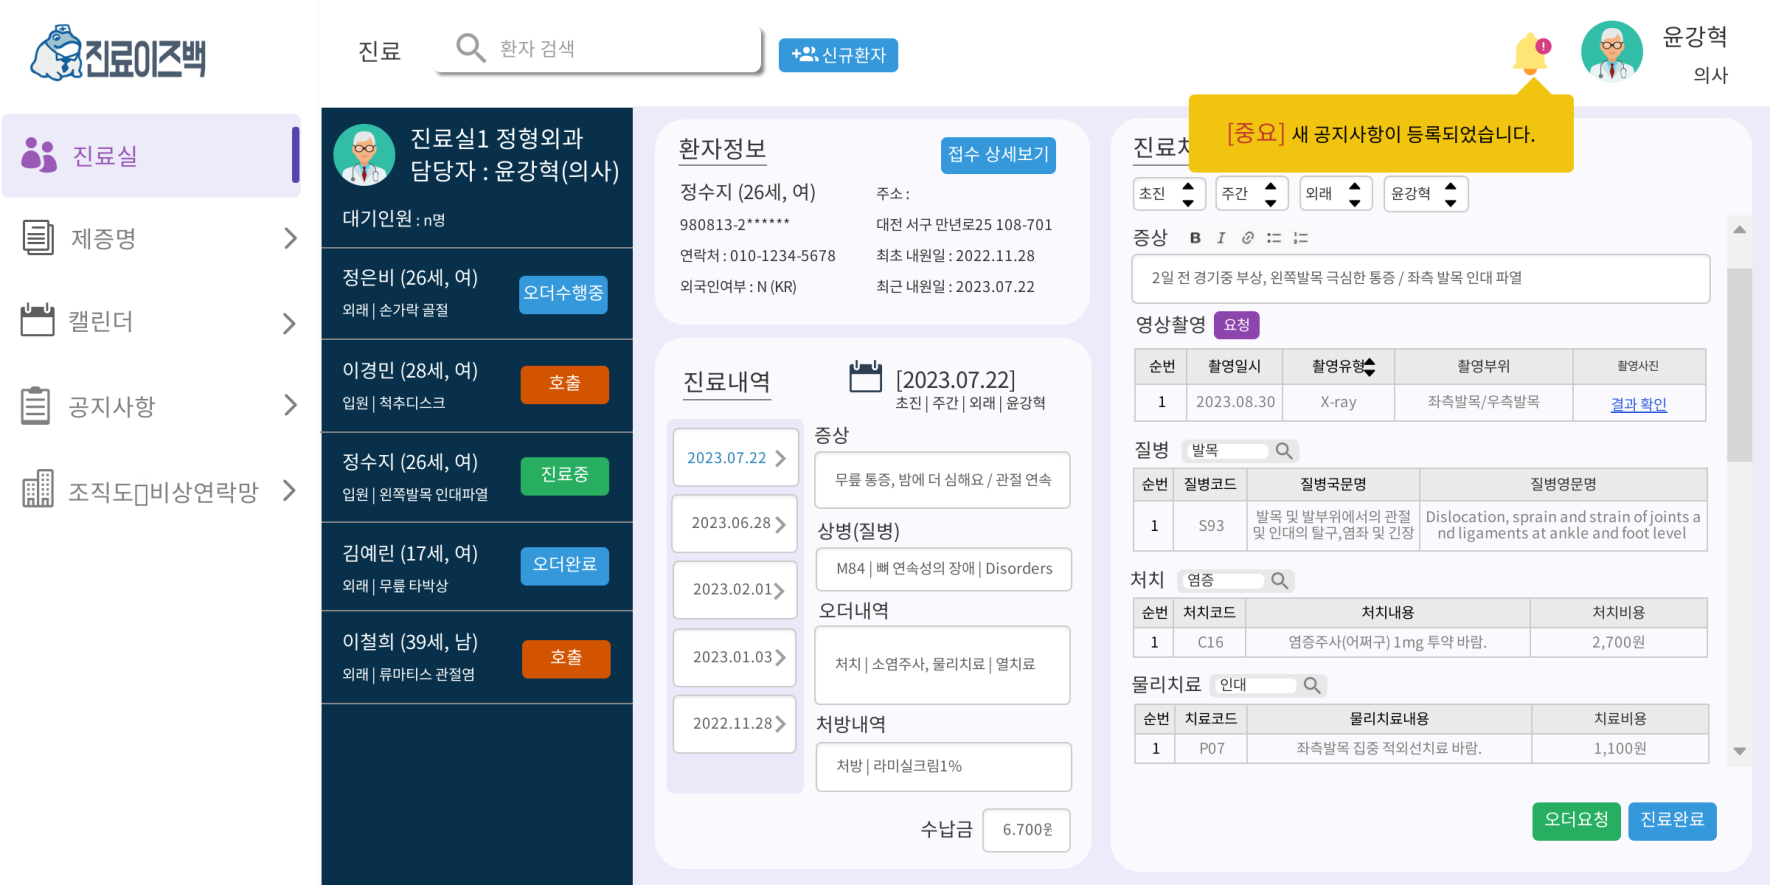 진료이즈백
진료
환자 검색
신규환자
윤강혁
의사
[중요] 새 공지사항이 등록되었습니다.
진료실
제증명
캘린더
공지사항
조직도▯비상연락망
진료실1 정형외과
담당자 : 윤강혁(의사)
대기인원 : n명
정은비 (26세, 여)
외래 | 손가락 골절
오더수행중
이경민 (28세, 여)
입원 | 척추디스크
호출
정수지 (26세, 여)
입원 | 왼쪽발목 인대파열
진료중
김예린 (17세, 여)
외래 | 무릎 타박상
오더완료
이철희 (39세, 남)
외래 | 류마티스 관절염
호출
환자정보
접수 상세보기
정수지 (26세, 여)
980813-2******
연락처 : 010-1234-5678
외국인여부 : N (KR)
주소 :
대전 서구 만년로25 108-701
최초 내원일 : 2022.11.28
최근 내원일 : 2023.07.22
진료내역
[2023.07.22]
초진 | 주간 | 외래 | 윤강혁
2023.07.22
2023.06.28
2023.02.01
2023.01.03
2022.11.28
증상
무릎 통증, 밤에 더 심해요 / 관절 연속
상병(질병)
M84 | 뼈 연속성의 장애 | Disorders
오더내역
처치 | 소염주사, 물리치료 | 열치료
처방내역
처방 | 라미실크림1%
수납금
6.700원
진료
초진
주간
외래
윤강혁
증상 B I
2일 전 경기중 부상, 왼쪽발목 극심한 통증 / 좌측 발목 인대 파열
영상촬영 요청
순번 촬영일시 촬영유형 촬영부위 촬영사진
1 2023.08.30 X-ray 좌측발목/우측발목 결과 확인
질병 발목
순번 질병코드 질병국문명 질병영문명
1 S93 발목 및 발부위에서의 관절 및 인대의 탈구,염좌 및 긴장 Dislocation, sprain and strain of joints a
nd ligaments at ankle and foot level
처치 염증
순번 처치코드 처치내용 처치비용
1 C16 염증주사(어쩌구) 1mg 투약 바람. 2,700원
물리치료 인대
순번 치료코드 물리치료내용 치료비용
1 P07 좌측발목 집중 적외선치료 바람. 1,100원
오더요청
진료완료